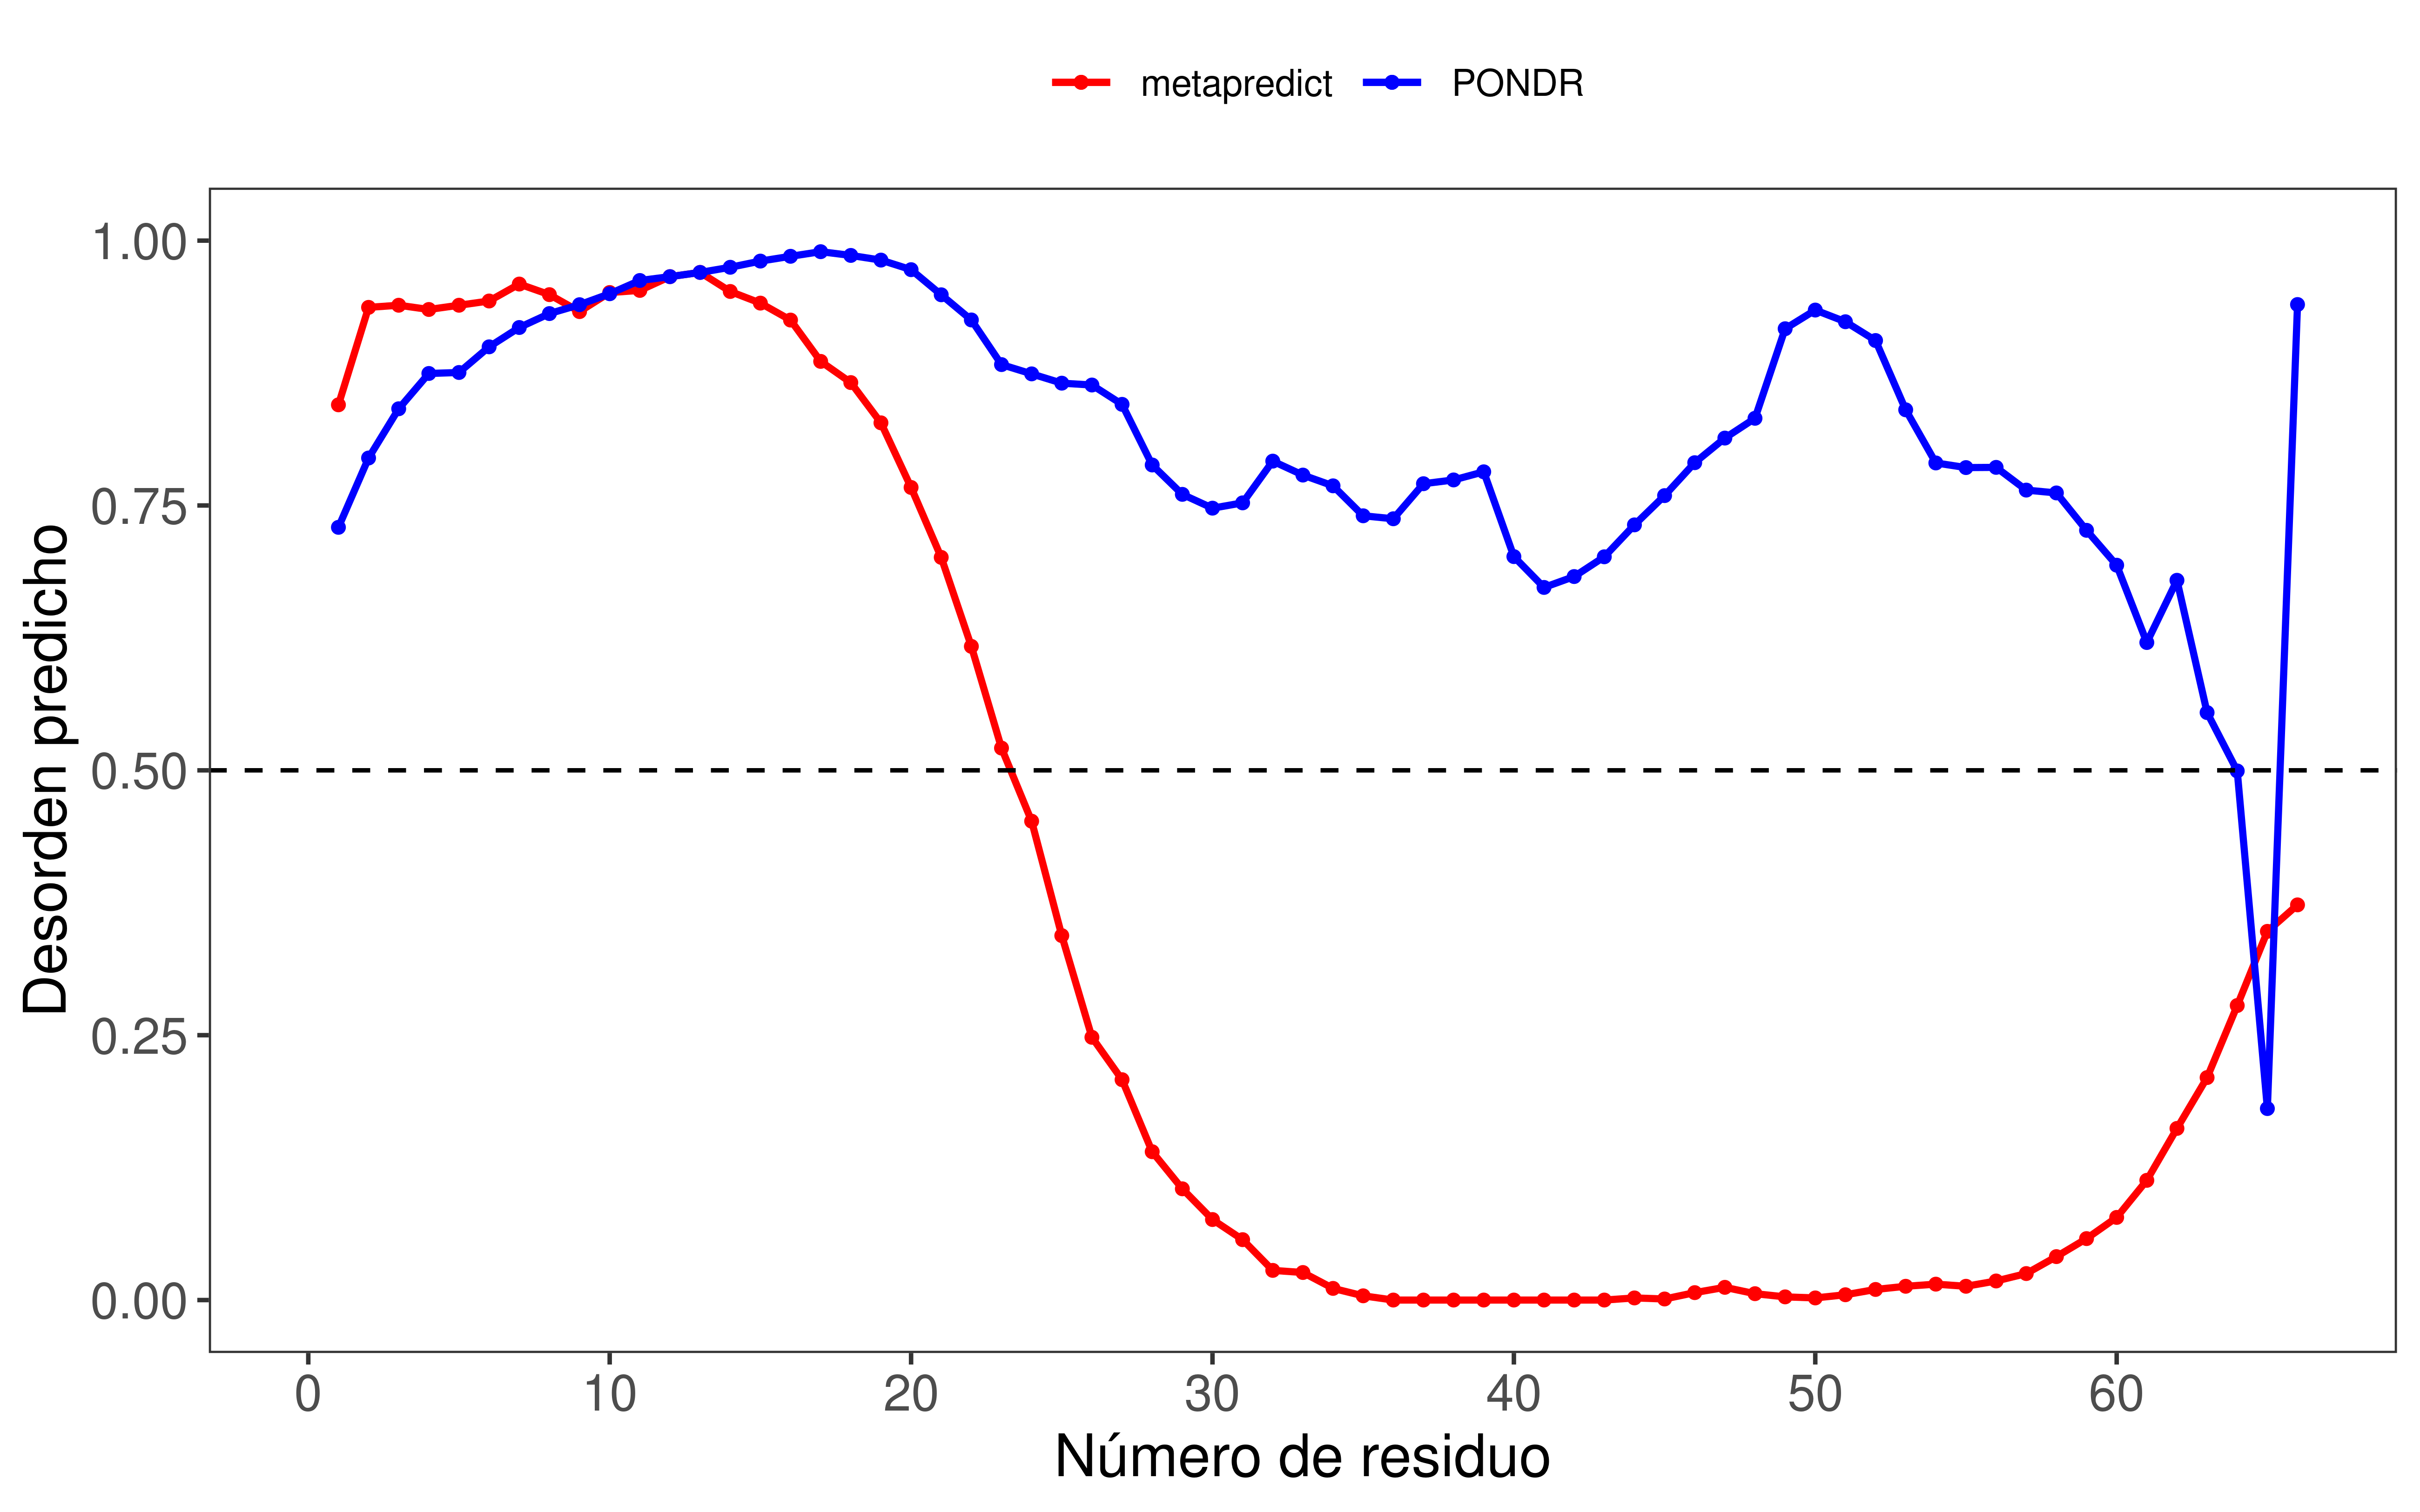 metapredict PONDR
Desorden predicho
1.00
0.75
0.50
0.25
0.00
0 10 20 30 40 50 60
Número de residuo